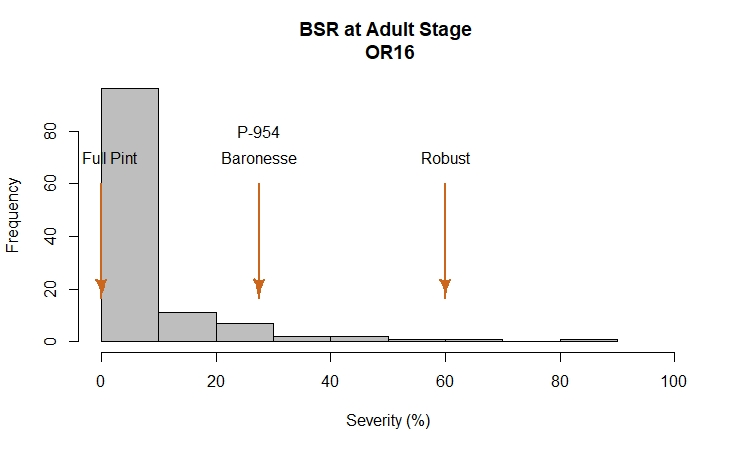 BSR at Adult Stage
OR16
P-954
Full Pint
Baronesse
Robust
Frequency
0
20
40
60
80
0
20
40
60
80
100
Severity (%)